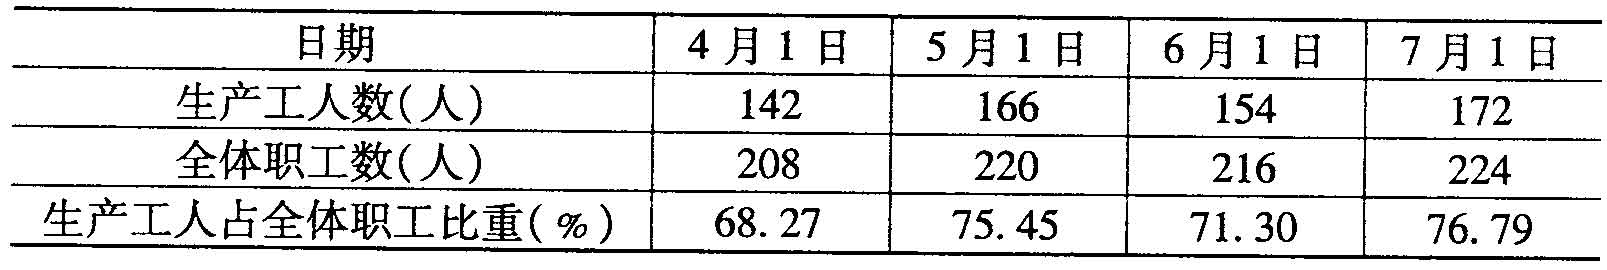 日期 4月1日 5月1日 6月1日 7月1日
生产工人数(人) 142 166 154 172
全体职工数(人) 208 220 216 224
生产工人占全体职工比重(%) 68.27 75.45 71.30 76.79